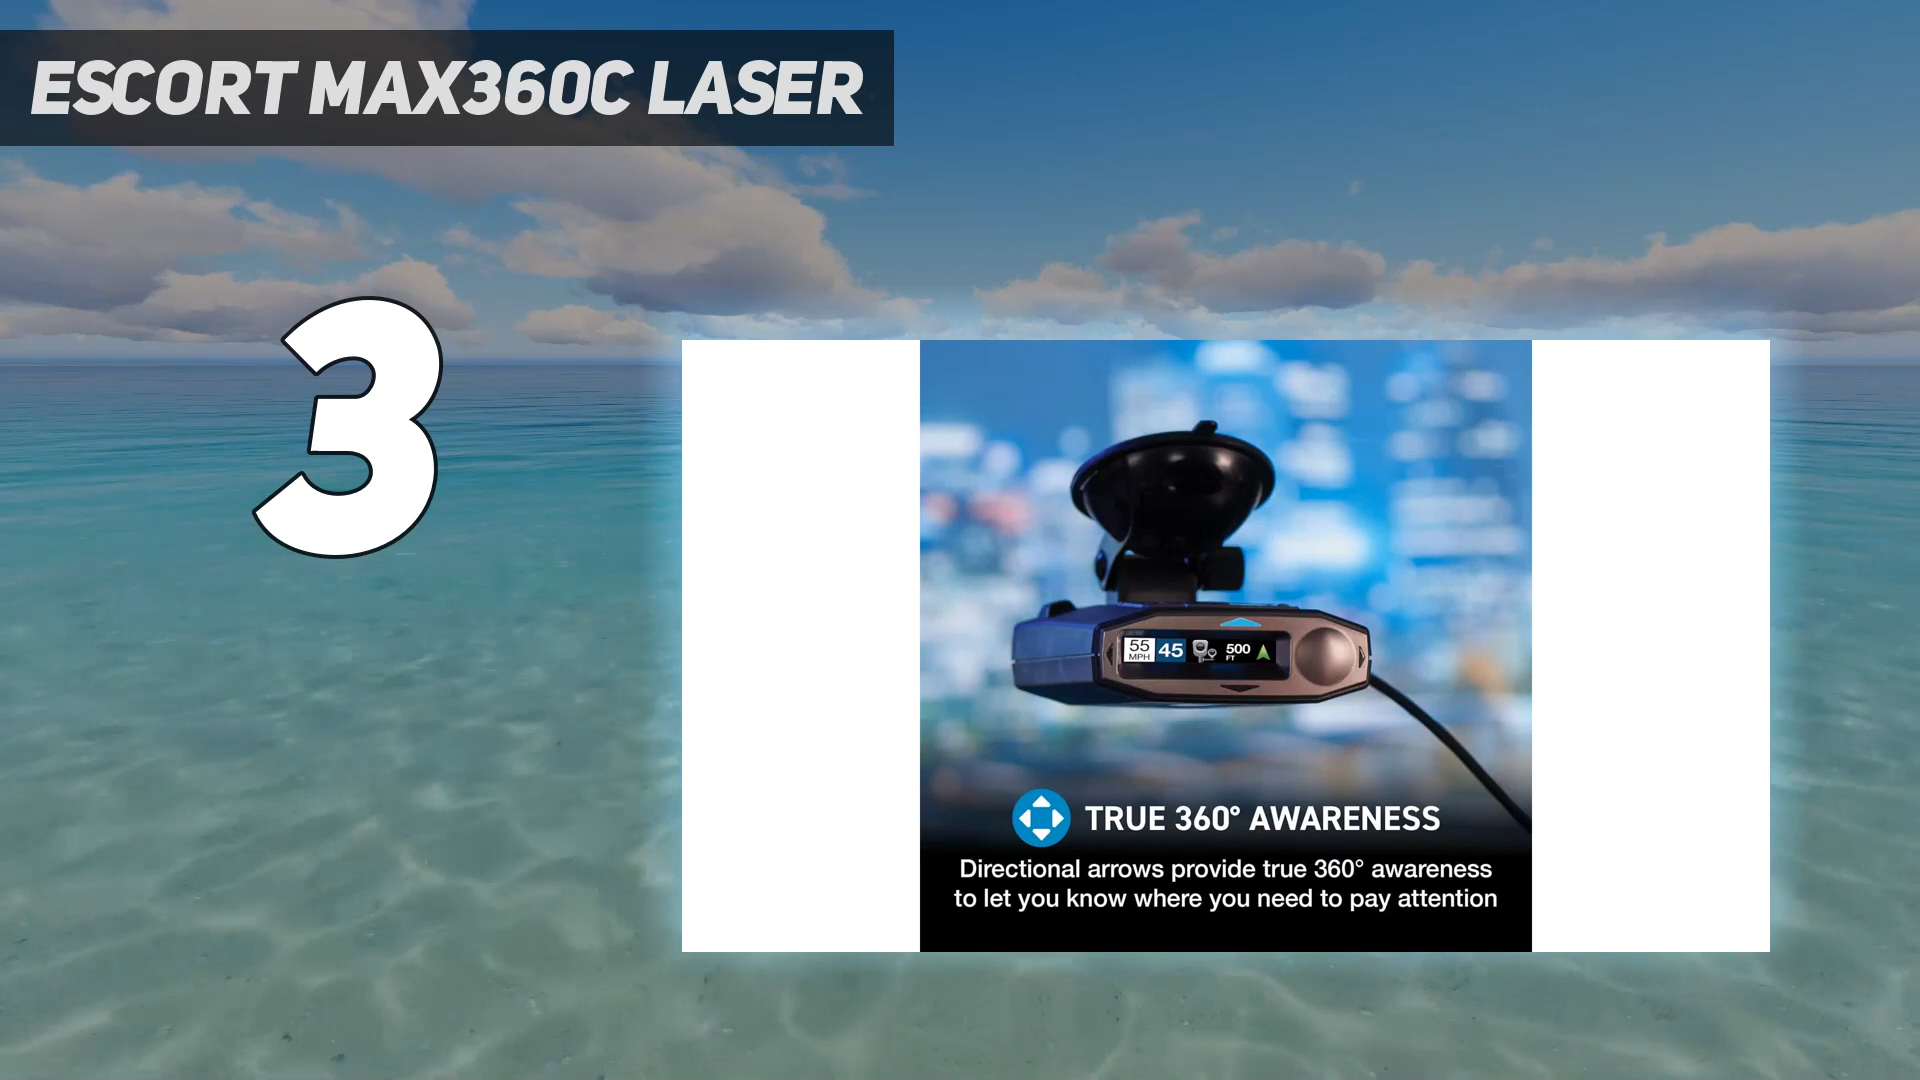 ESCORT MAX360C LASER
3
55 MPH 45 500 FT
TRUE 360° AWARENESS
Directional arrows provide true 360° awareness
to let you know where you need to pay attention